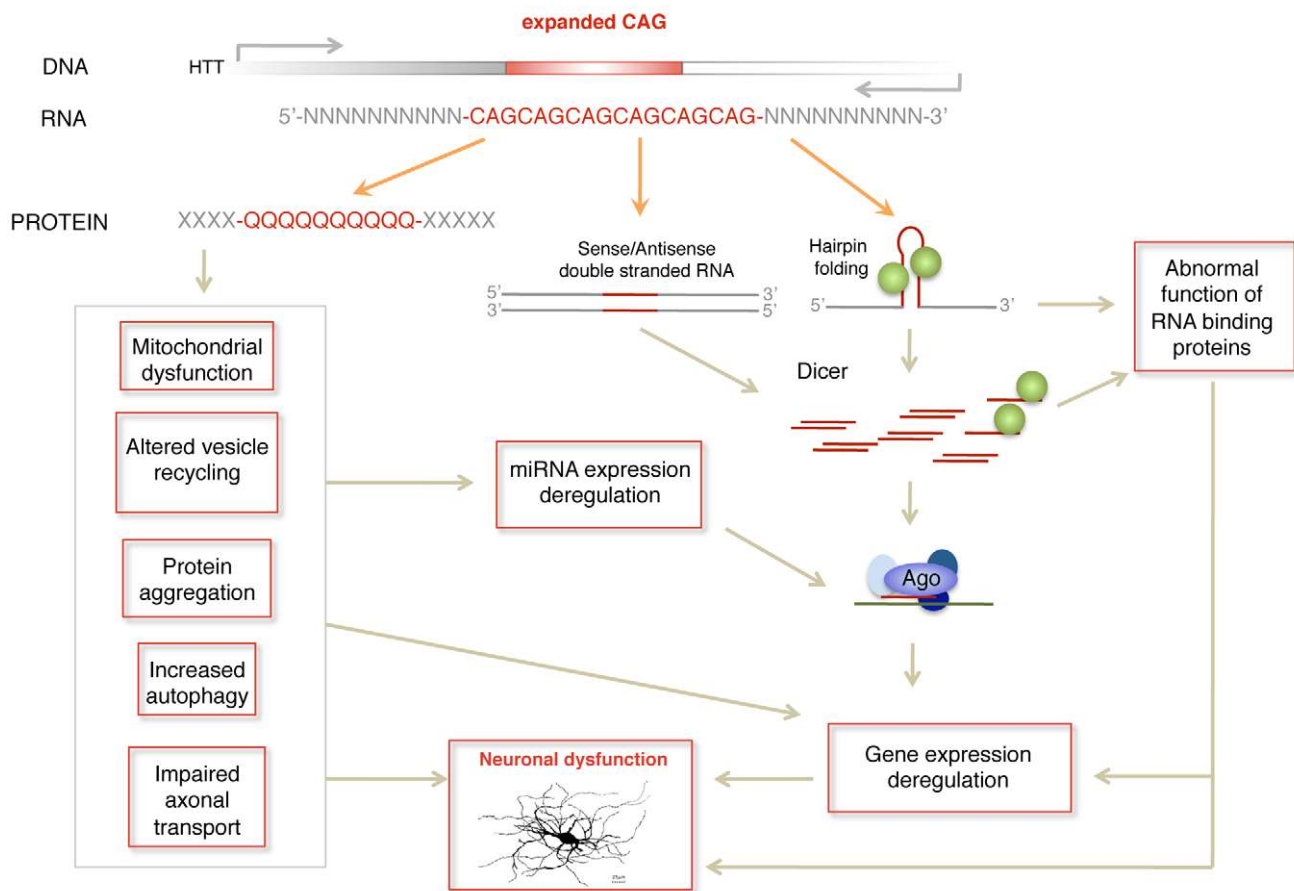 expanded CAG
DNA
HTT
RNA
5'-NNNNNNNNNN-CAGCAGCAGCAGCAGCAG-NNNNNNNNNN-3'
PROTEIN
XXXX-QQQQQQQQQQ-XXXXX
Sense/Antisense
double stranded RNA
5' 3'
3' 5'
Hairpin
folding
5' 3'
Abnormal
function of
RNA binding
proteins
Mitochondrial
dysfunction
Dicer
Altered vesicle
recycling
miRNA expression
deregulation
Protein
aggregation
Ago
Increased
autophagy
Impaired
axonal
transport
Neuronal dysfunction
Gene expression
deregulation